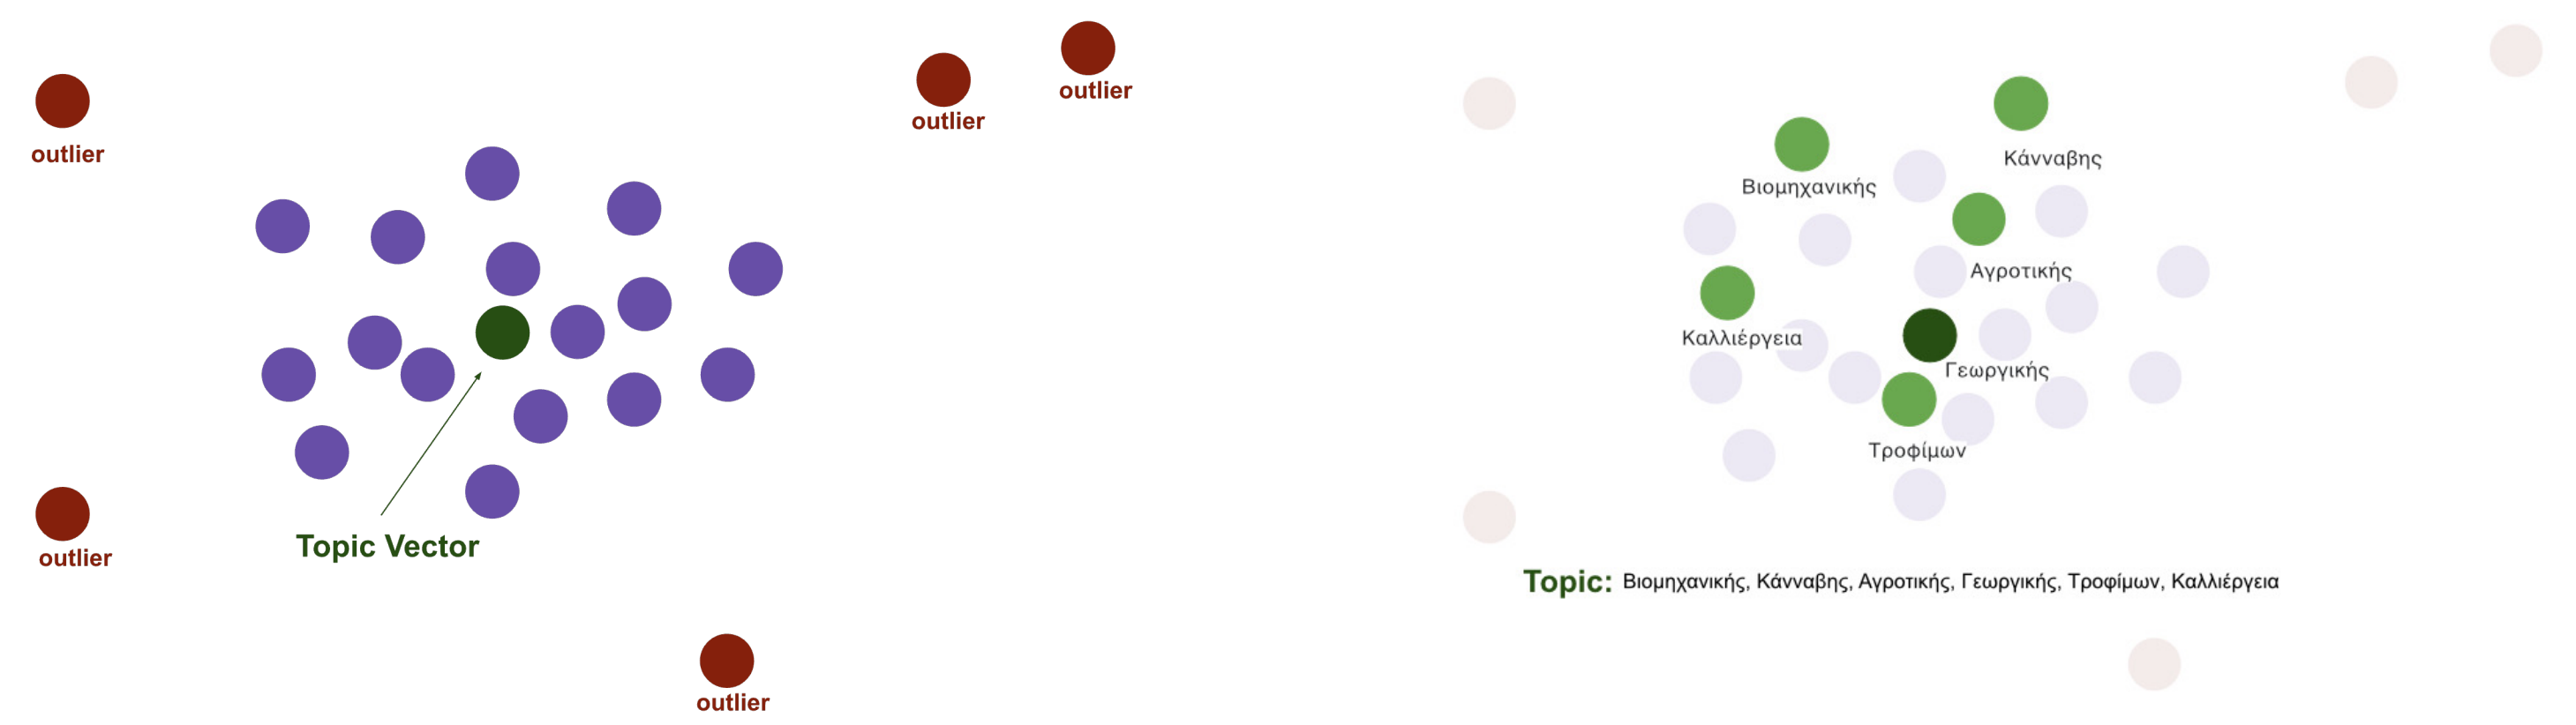 outlier
outlier
outlier
outlier
Topic Vector
outlier
Κάνναβης
Βιομηχανικής
Αγροτικής
Καλλιέργεια
Γεωργικής
Τροφίμων
Topic: Βιομηχανικής, Κάνναβης, Αγροτικής, Γεωργικής, Τροφίμων, Καλλιέργεια